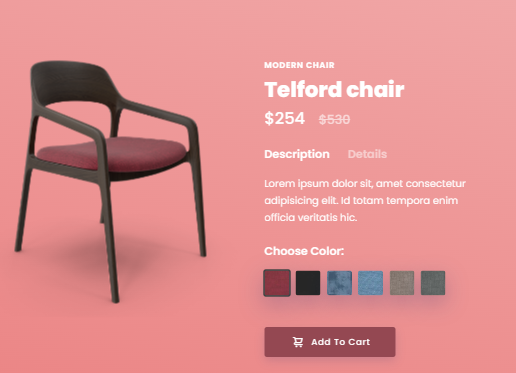 MODERN CHAIR
Telford chair
$254 $530
Description Details
Lorem ipsum dolor sit, amet consectetur
adipisicing elit. Id totam tempora enim
officia veritatis hic.
Choose Color:
Add To Cart